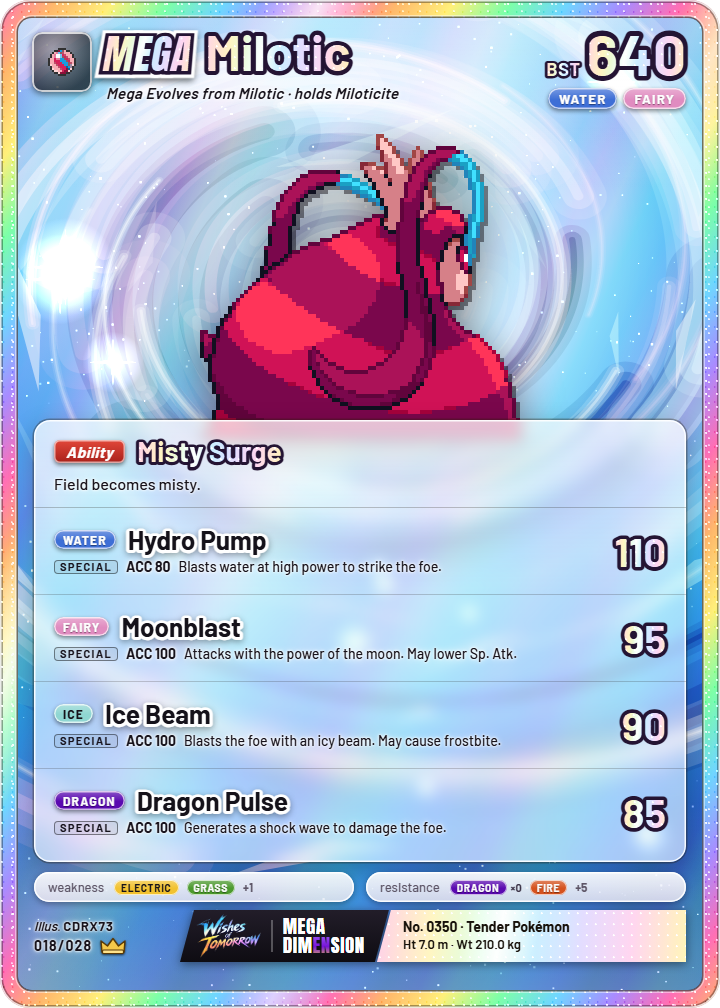 MEGA Milotic
BST 640
Mega Evolves from Milotic · holds Miloticite
WATER FAIRY
Ability Misty Surge
Field becomes misty.
WATER Hydro Pump 110
SPECIAL ACC 80 Blasts water at high power to strike the foe.
FAIRY Moonblast 95
SPECIAL ACC 100 Attacks with the power of the moon. May lower Sp. Atk.
ICE Ice Beam 90
SPECIAL ACC 100 Blasts the foe with an icy beam. May cause frostbite.
DRAGON Dragon Pulse 85
SPECIAL ACC 100 Generates a shock wave to damage the foe.
weakness ELECTRIC GRASS +1
resistance DRAGON ×0 FIRE +5
Illus. CDRX73
018/028
Wishes of Tomorrow
MEGA DIMENSION
No. 0350 · Tender Pokémon
Ht 7.0 m · Wt 210.0 kg